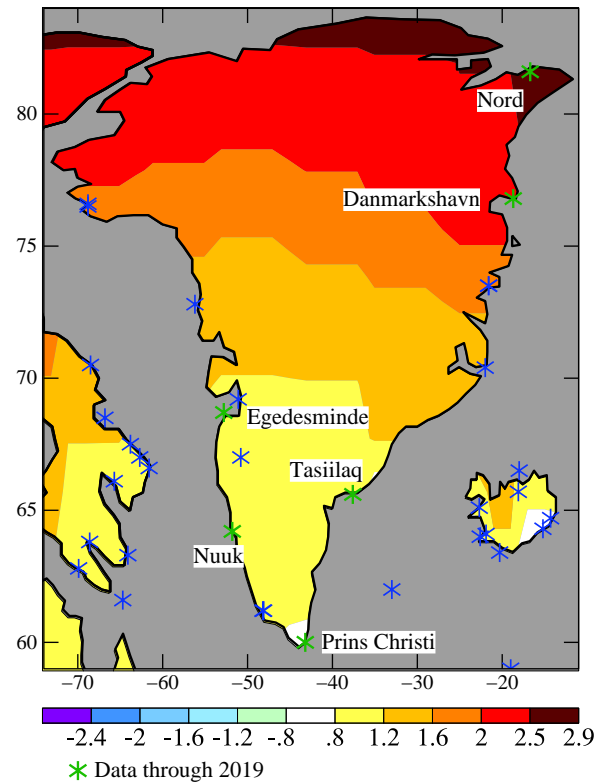 80
75
70
65
60
Nord
Danmarkshavn
Egedesminde
Tasiilaq
Nuuk
Prins Christi
−70 −60 −50 −40 −30 −20
-2.4 -2 -1.6 -1.2 -.8 .8 1.2 1.6 2 2.5 2.9
Data through 2019